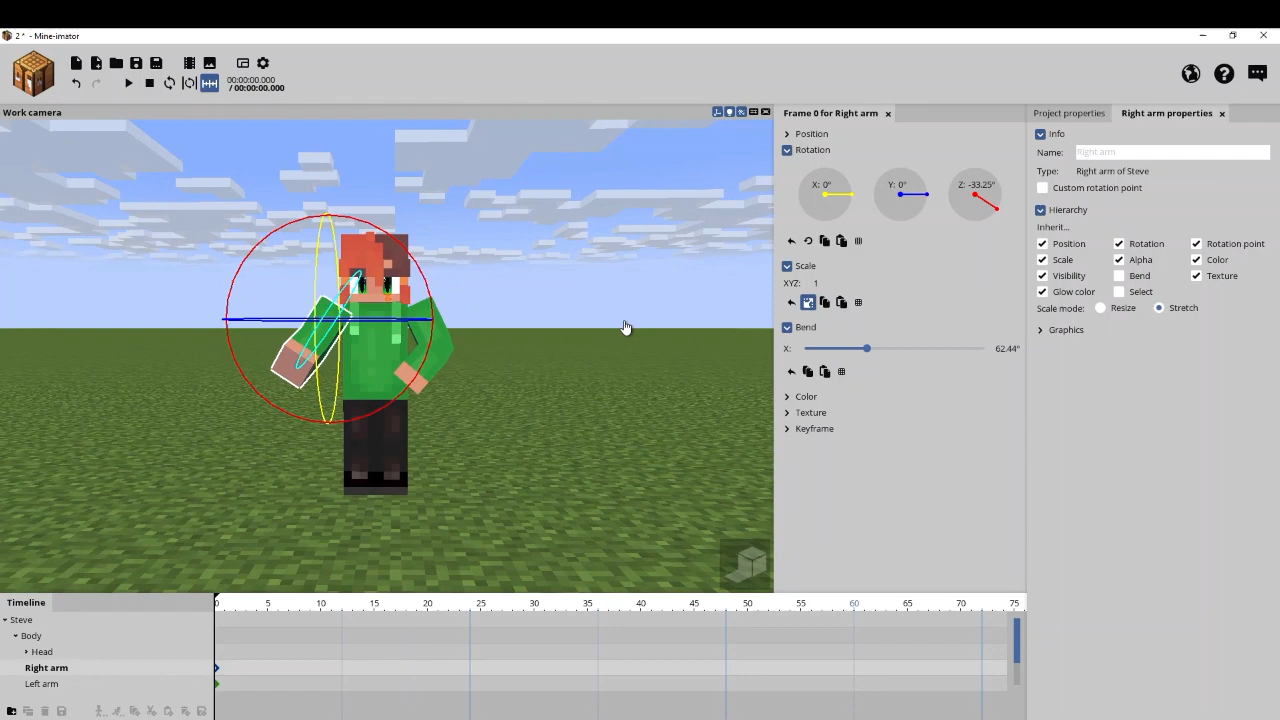 2 * - Mine-imator
00:00:00.000
/ 00:00:00.000
Work camera
Frame 0 for Right arm
Position
Rotation
X: 0°
Y: 0°
Z: -33.25°
Scale
XYZ: 1
Bend
X: 62.44°
Color
Texture
Keyframe
Project properties
Right arm properties
Info
Name: Right arm
Type: Right arm of Steve
Custom rotation point
Hierarchy
Inherit...
Position Rotation Rotation point
Scale Alpha Color
Visibility Bend Texture
Glow color Select
Scale mode: Resize Stretch
Graphics
Timeline
0 5 10 15 20 25 30 35 40 45 50 55 60 65 70 75
Steve
Body
Head
Right arm
Left arm